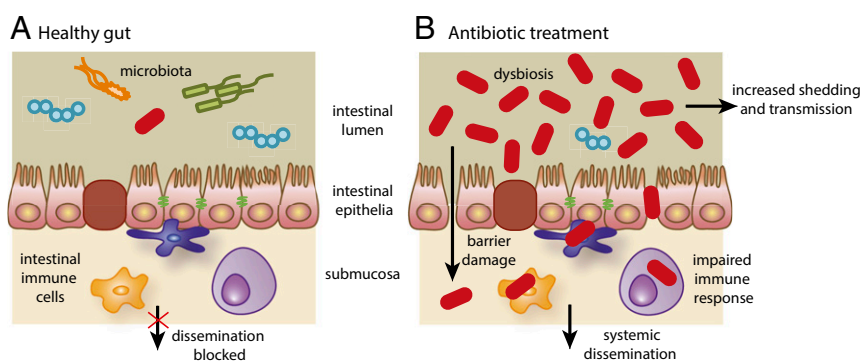 A Healthy gut
microbiota
intestinal
lumen
intestinal
epithelia
intestinal
immune
cells
submucosa
dissemination
blocked
B Antibiotic treatment
dysbiosis
increased shedding
and transmission
barrier
damage
impaired
immune
response
systemic
dissemination